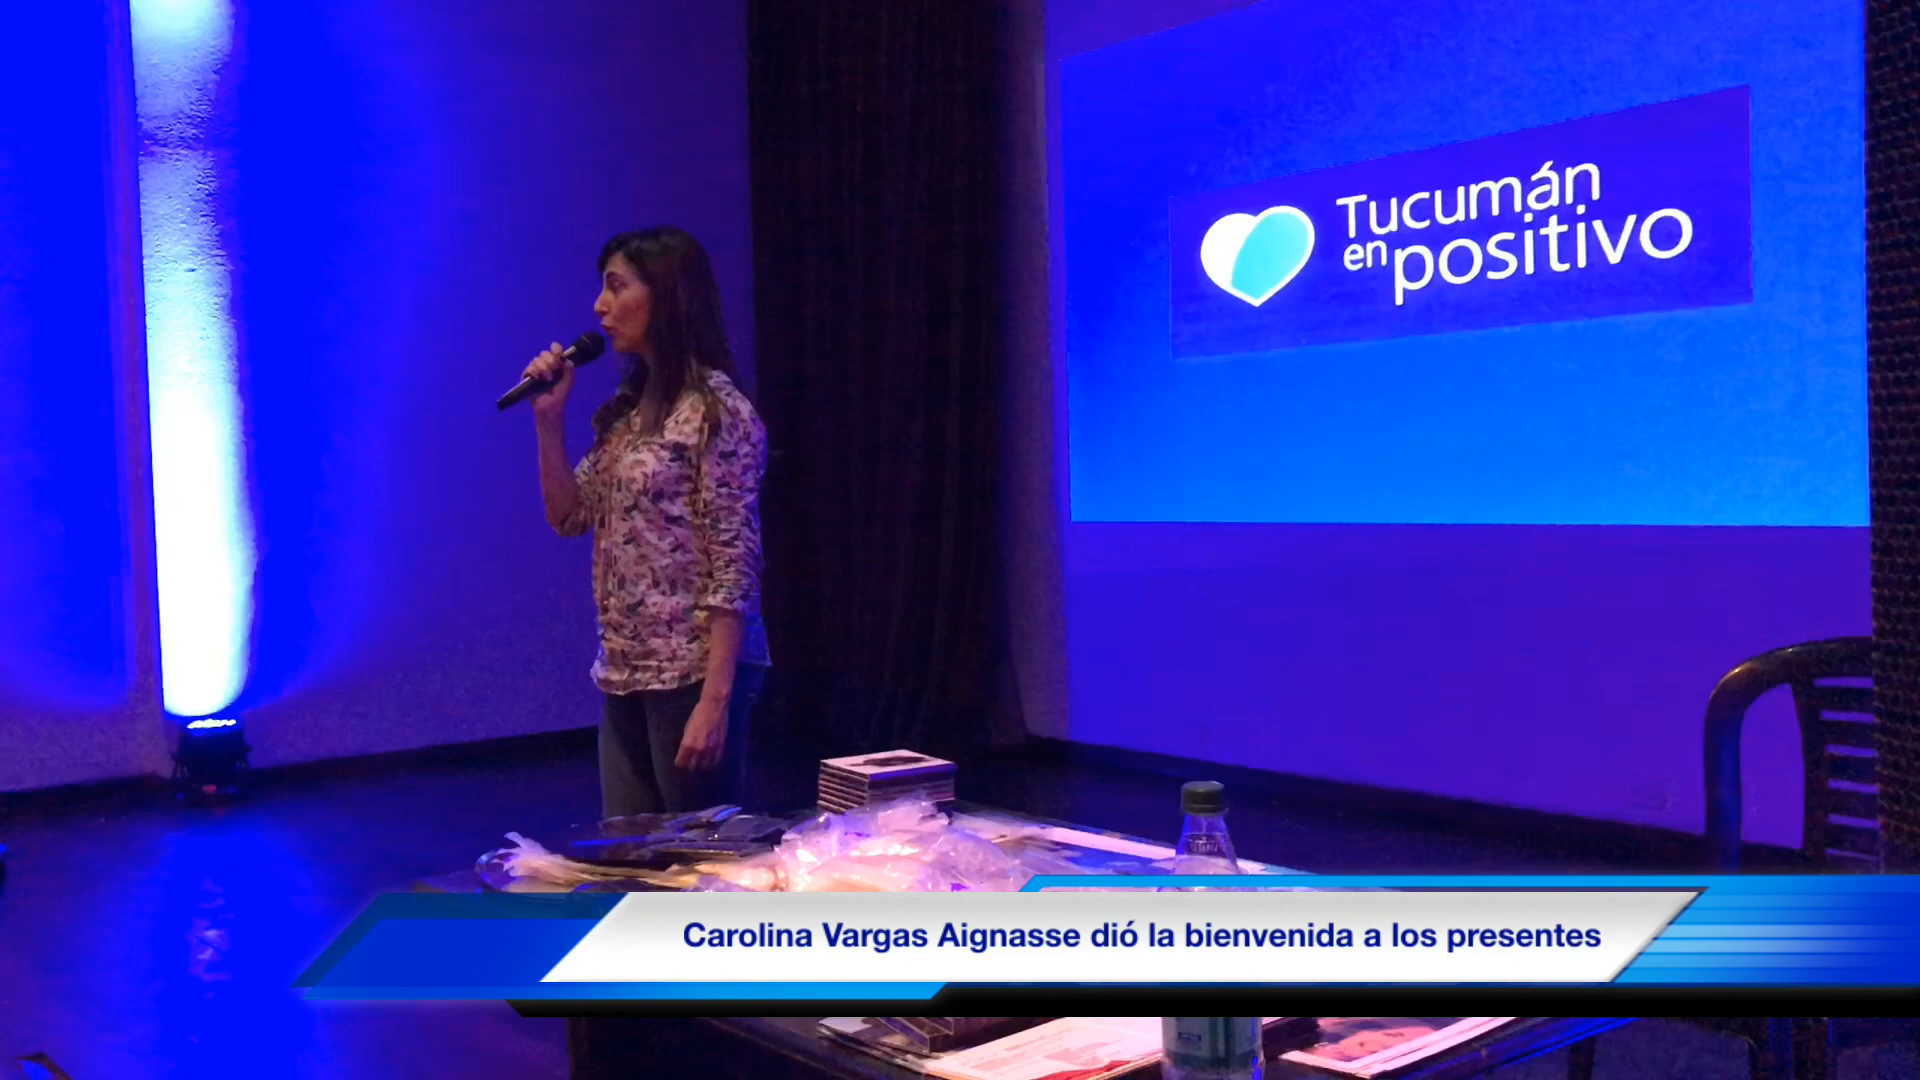 Tucumán
en positivo
Carolina Vargas Aignasse dió la bienvenida a los presentes